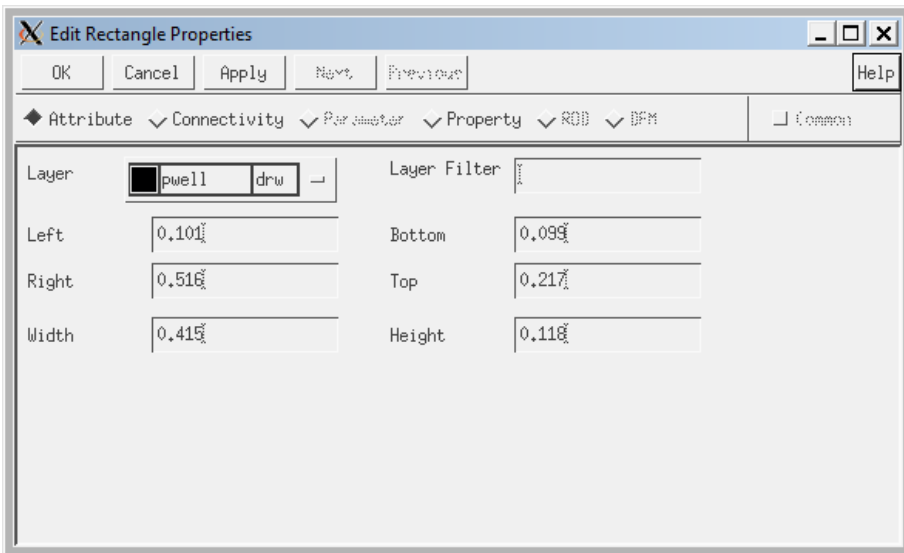 Edit Rectangle Properties
OK Cancel Apply Next Previous Help
Attribute Connectivity Parameter Property ROD DFM Common
Layer pwell drw Layer Filter
Left 0.101 Bottom 0.099
Right 0.516 Top 0.217
Width 0.415 Height 0.118